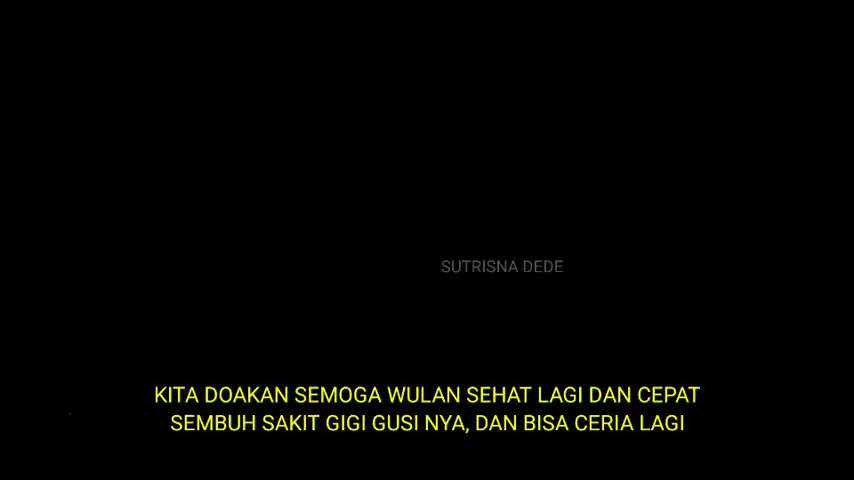 SUTRISNA DEDE
KITA DOAKAN SEMOGA WULAN SEHAT LAGI DAN CEPAT
SEMBUH SAKIT GIGI GUSI NYA, DAN BISA CERIA LAGI